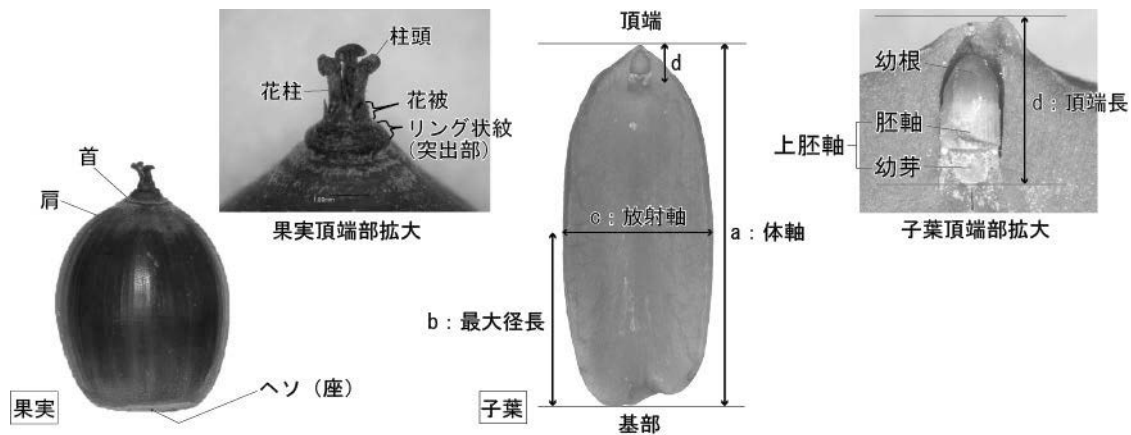 首
肩
ヘソ（座）
果実
柱頭
花柱
花被
リング状紋
(突出部)
1.00mm
果実頂端部拡大
頂端
d
c：放射軸
a：体軸
b：最大径長
子葉
基部
幼根
d：頂端長
胚軸
上胚軸
幼芽
子葉頂端部拡大